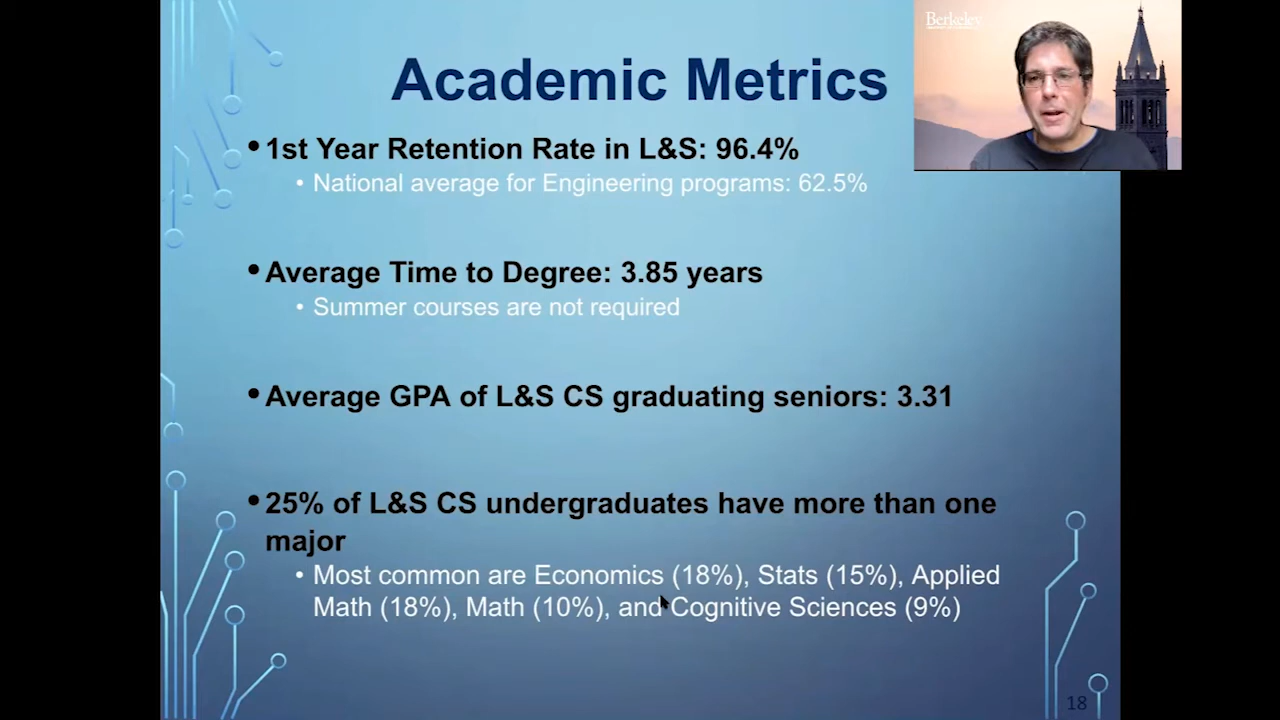 Academic Metrics
Berkeley
• 1st Year Retention Rate in L&S: 96.4%
• National average for Engineering programs: 62.5%
• Average Time to Degree: 3.85 years
• Summer courses are not required
• Average GPA of L&S CS graduating seniors: 3.31
• 25% of L&S CS undergraduates have more than one
major
• Most common are Economics (18%), Stats (15%), Applied
Math (18%), Math (10%), and Cognitive Sciences (9%)
18